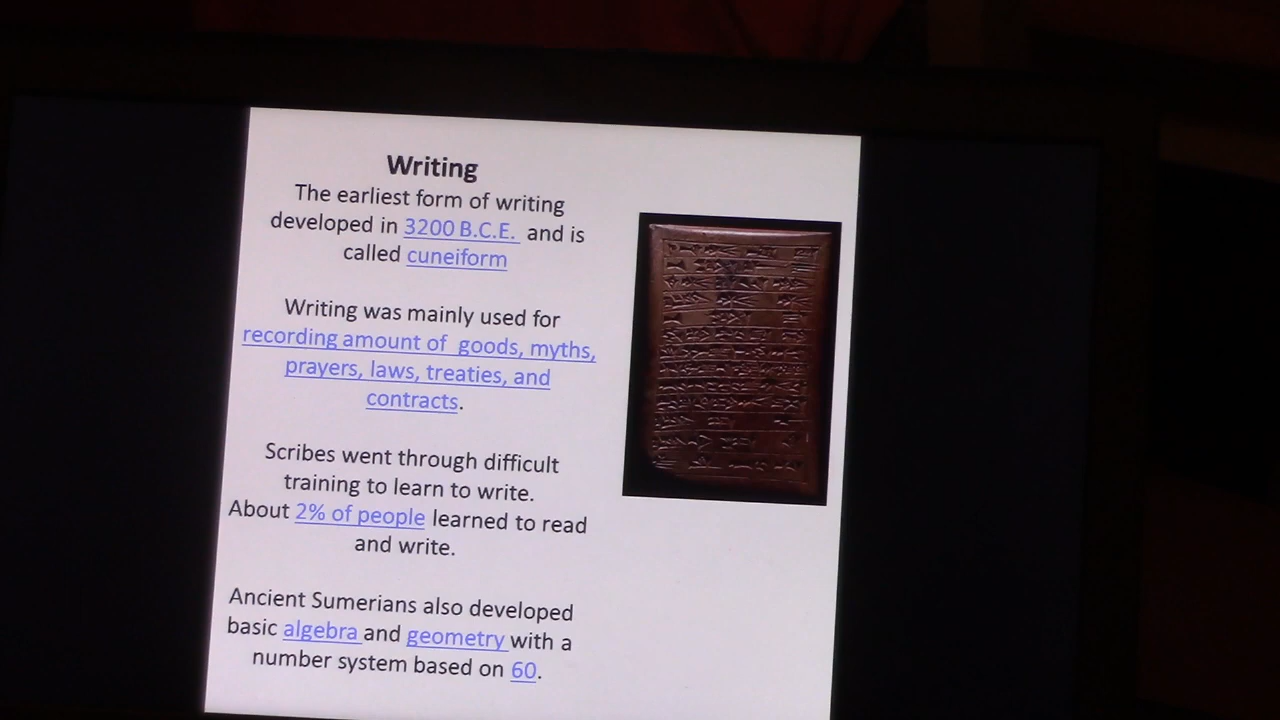 Writing
The earliest form of writing
developed in 3200 B.C.E. and is
called cuneiform
Writing was mainly used for
recording amount of goods, myths,
prayers, laws, treaties, and
contracts.
Scribes went through difficult
training to learn to write.
About 2% of people learned to read
and write.
Ancient Sumerians also developed
basic algebra and geometry with a
number system based on 60.